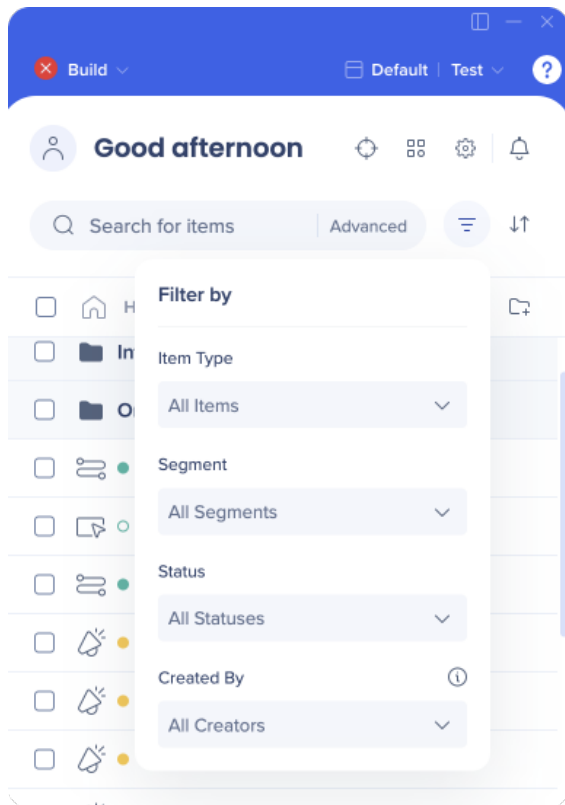 Build
Default | Test
?
Good afternoon
Search for items
Advanced
Filter by
Item Type
All Items
Segment
All Segments
Status
All Statuses
Created By
All Creators